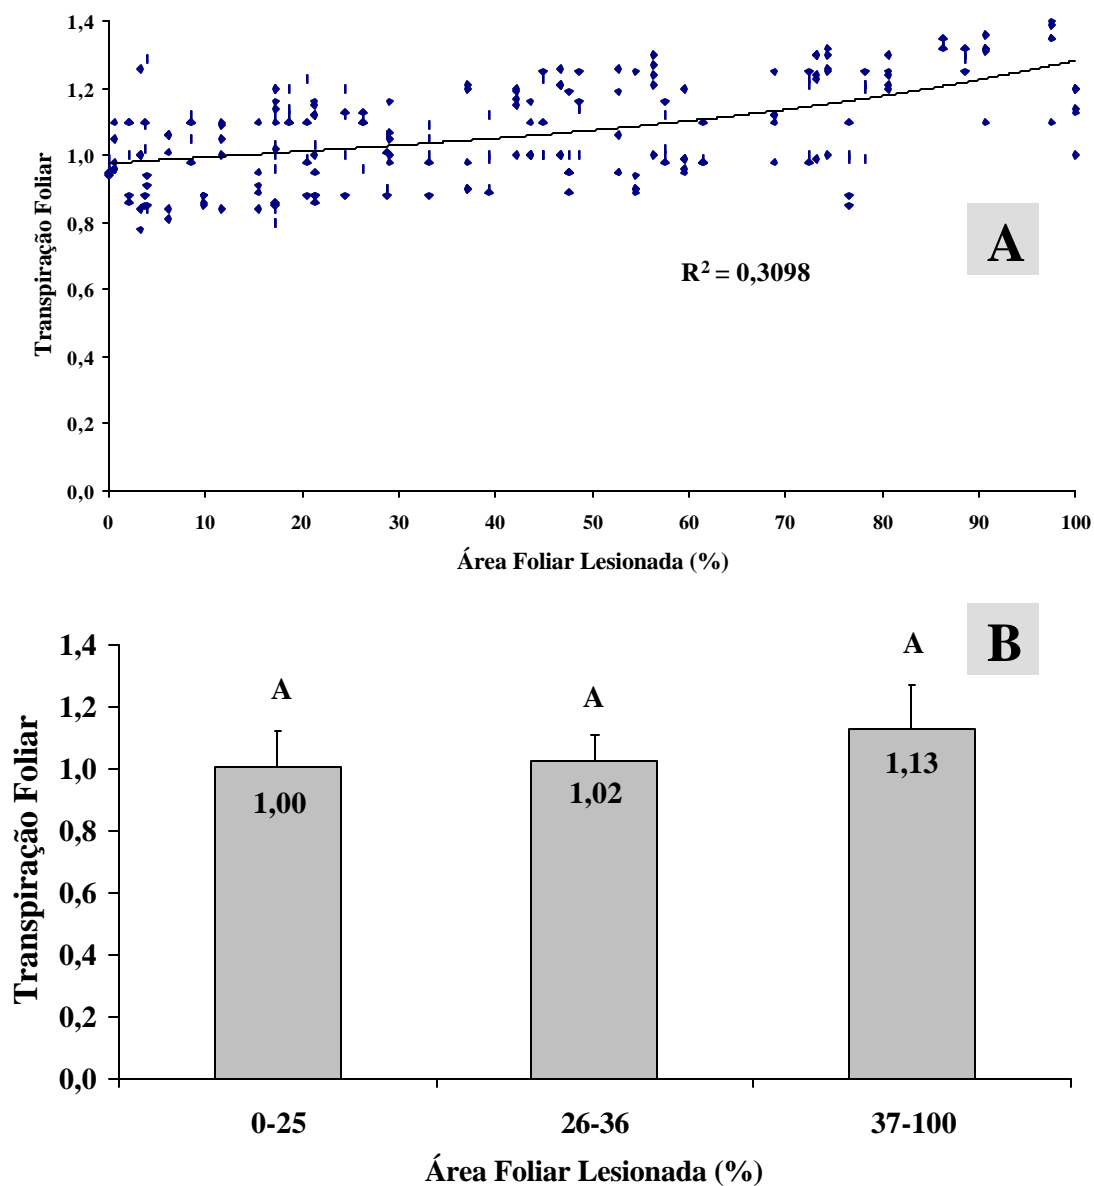 1,4
1,2
1,0
0,8
0,6
0,4
0,2
0,0
Transpiração Foliar
A
R² = 0,3098
0 10 20 30 40 50 60 70 80 90 100
Área Foliar Lesionada (%)
B
1,4
1,2
1,0
0,8
0,6
0,4
0,2
0,0
Transpiração Foliar
A A A
1,00 1,02 1,13
0-25 26-36 37-100
Área Foliar Lesionada (%)